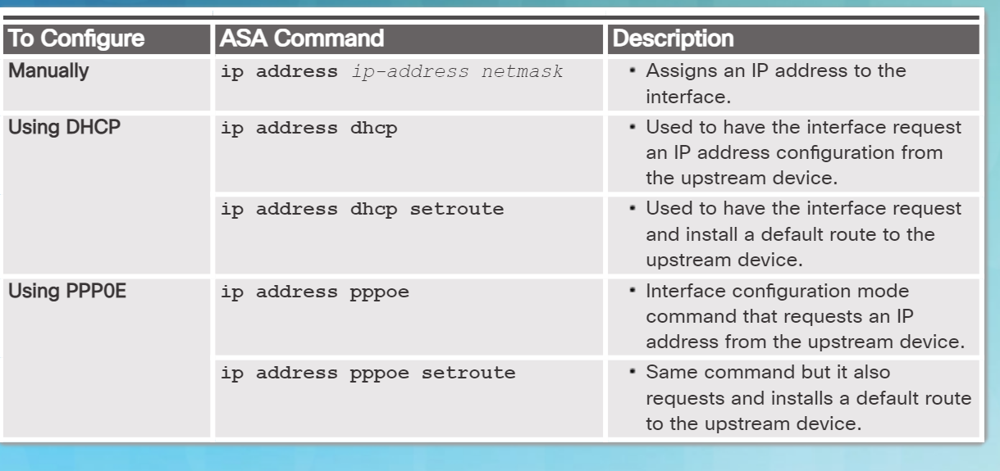 To Configure ASA Command Description
Manually ip address ip-address netmask • Assigns an IP address to the
interface.
Using DHCP ip address dhcp • Used to have the interface request
an IP address configuration from
the upstream device.
ip address dhcp setroute • Used to have the interface request
and install a default route to the
upstream device.
Using PPP0E ip address pppoe • Interface configuration mode
command that requests an IP
address from the upstream device.
ip address pppoe setroute • Same command but it also
requests and installs a default route
to the upstream device.